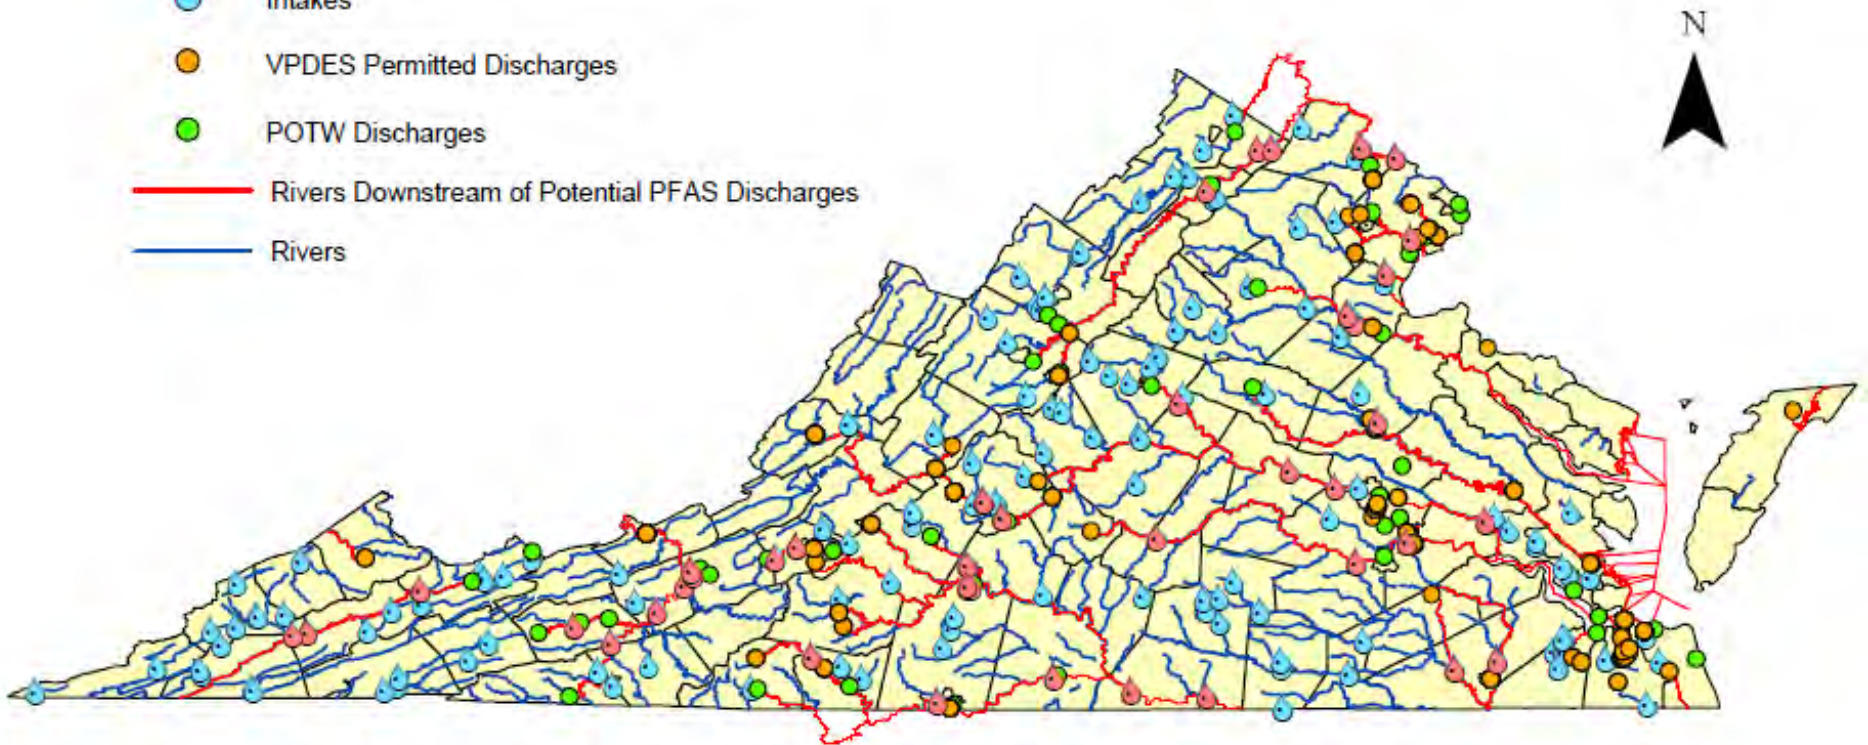 Intakes
N
VPDES Permitted Discharges
POTW Discharges
Rivers Downstream of Potential PFAS Discharges
Rivers